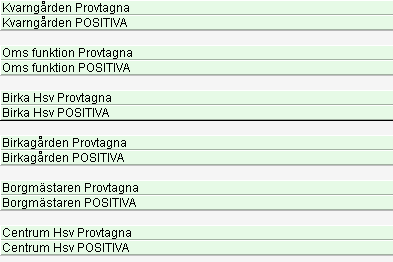 Kvarngården Provtagna
Kvarngården POSITIVA
Oms funktion Provtagna
Oms funktion POSITIVA
Birka Hsv Provtagna
Birka Hsv POSITIVA
Birkagården Provtagna
Birkagården POSITIVA
Borgmästaren Provtagna
Borgmästaren POSITIVA
Centrum Hsv Provtagna
Centrum Hsv POSITIVA